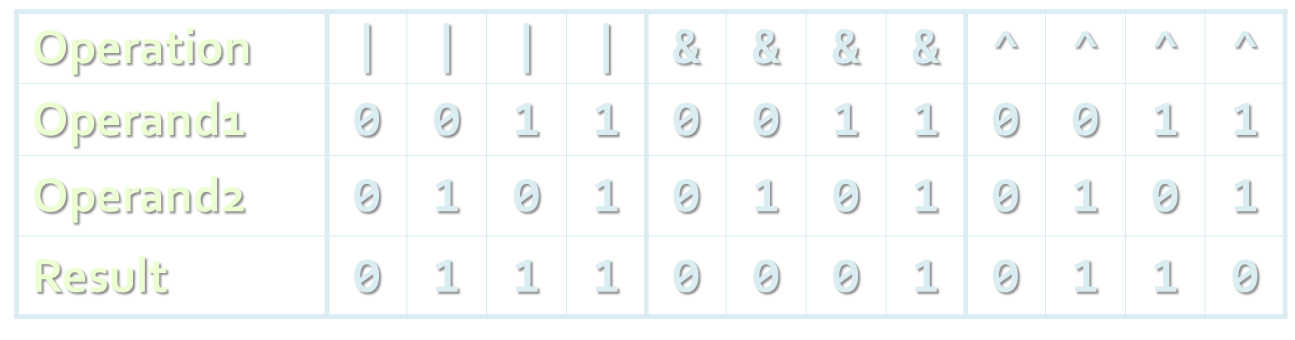 Operation | | | | & & & & ^ ^ ^ ^
Operand1 0 0 1 1 0 0 1 1 0 0 1 1
Operand2 0 1 0 1 0 1 0 1 0 1 0 1
Result 0 1 1 1 0 0 0 1 0 1 1 0